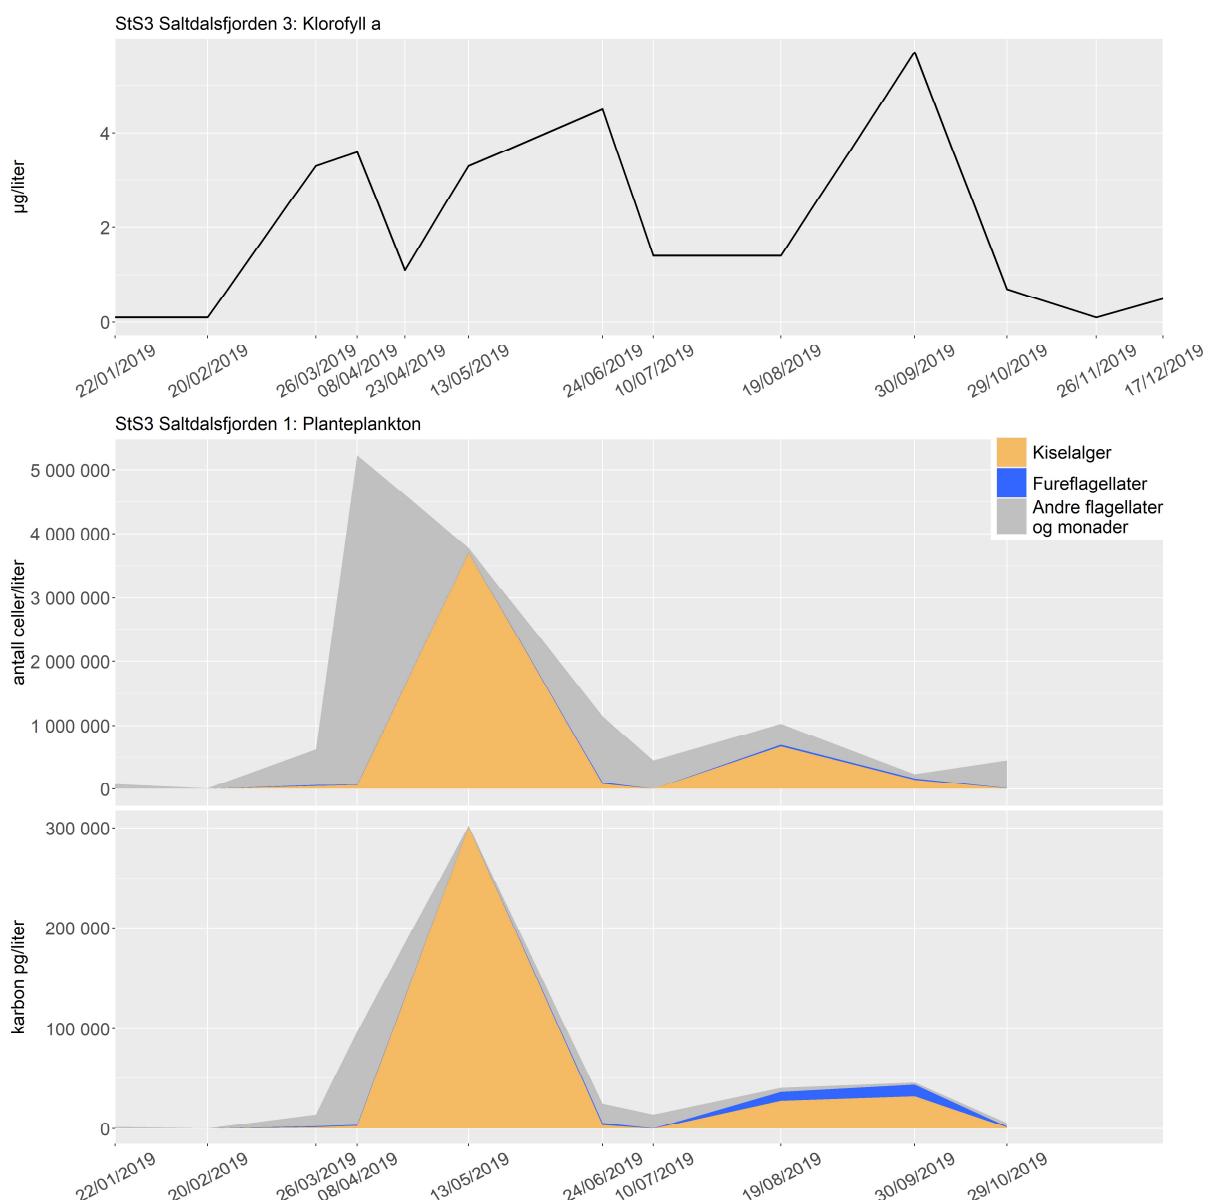 StS3 Saltdalsfjorden 3: Klorofyll a
µg/liter
4
2
0
22/01/2019 20/02/2019 26/03/2019 08/04/2019 23/04/2019 13/05/2019 24/06/2019 10/07/2019 19/08/2019 30/09/2019 29/10/2019 26/11/2019 17/12/2019
StS3 Saltdalsfjorden 1: Planteplankton
Kiselalger
Fureflagellater
Andre flagellater
og monader
antall celler/liter
5 000 000
4 000 000
3 000 000
2 000 000
1 000 000
0
karbon pg/liter
300 000
200 000
100 000
0
22/01/2019 20/02/2019 26/03/2019 08/04/2019 13/05/2019 24/06/2019 10/07/2019 19/08/2019 30/09/2019 29/10/2019